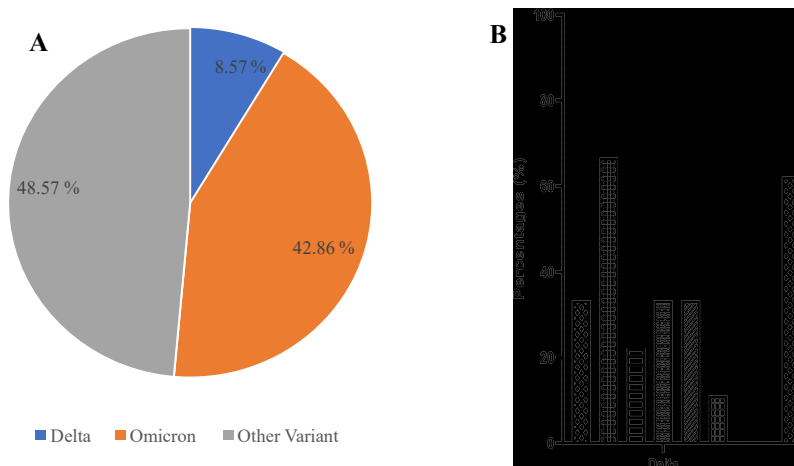 A
8.57 %
48.57 %
42.86 %
Delta Omicron Other Variant
B
Percentages (%)
100
80
60
40
20
0
Delta